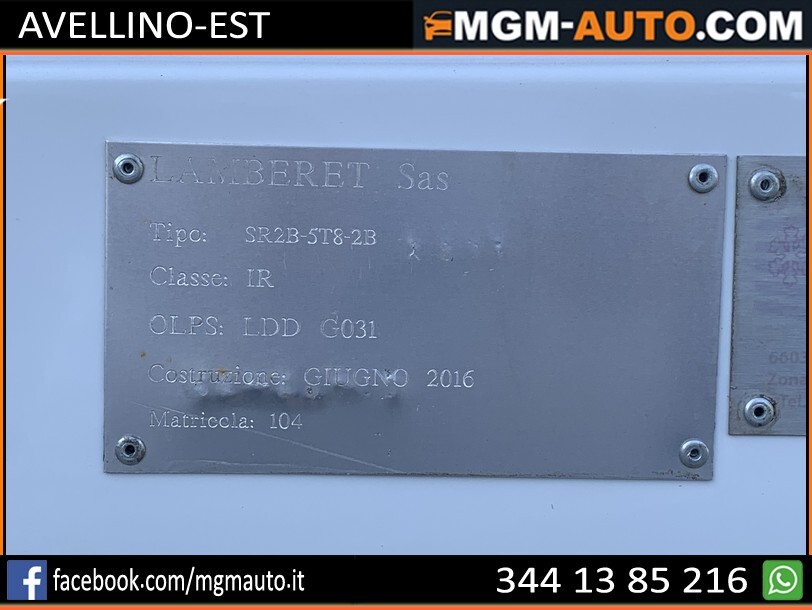 AVELLINO-EST
MGM-AUTO.COM
LAMBERET Sas
Tipo: SR2B-5T8-2B
Classe: IR
OLPS: LDD G031
Costruzione: GIUGNO 2016
Matricola: 104
Zona
facebook.com/mgmauto.it
344 13 85 216